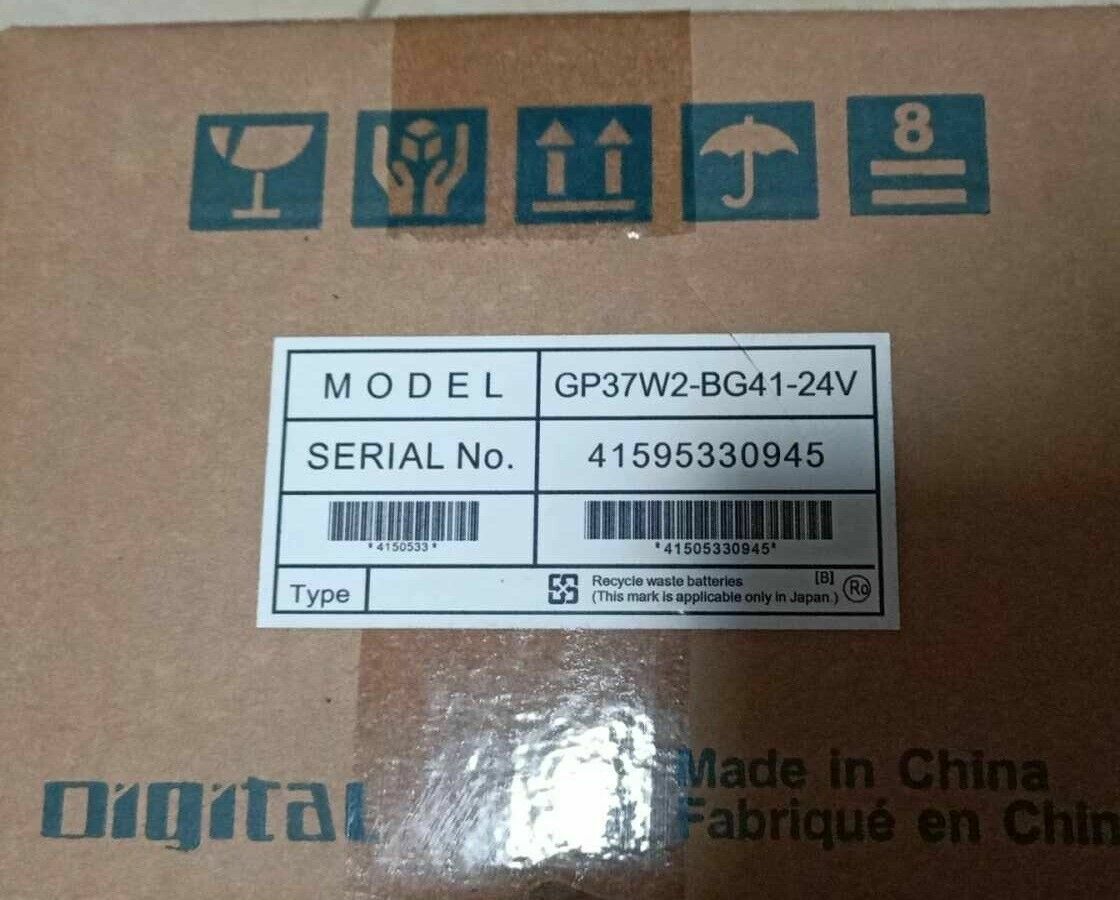 8
MODEL GP37W2-BG41-24V
SERIAL No. 41595330945
*4150533* *41505330945*
Type Recycle waste batteries [B]
(This mark is applicable only in Japan.) Ro
Digital Made in China
Fabriqué en Chin